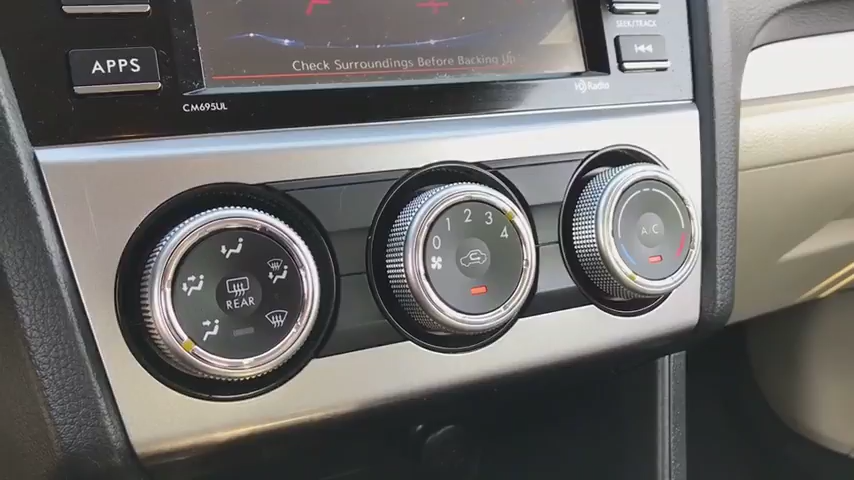 SEEK/TRACK
APPS
Check Surroundings Before Backing Up
HD Radio
CM695UL
0 1 2 3 4
A/C
REAR